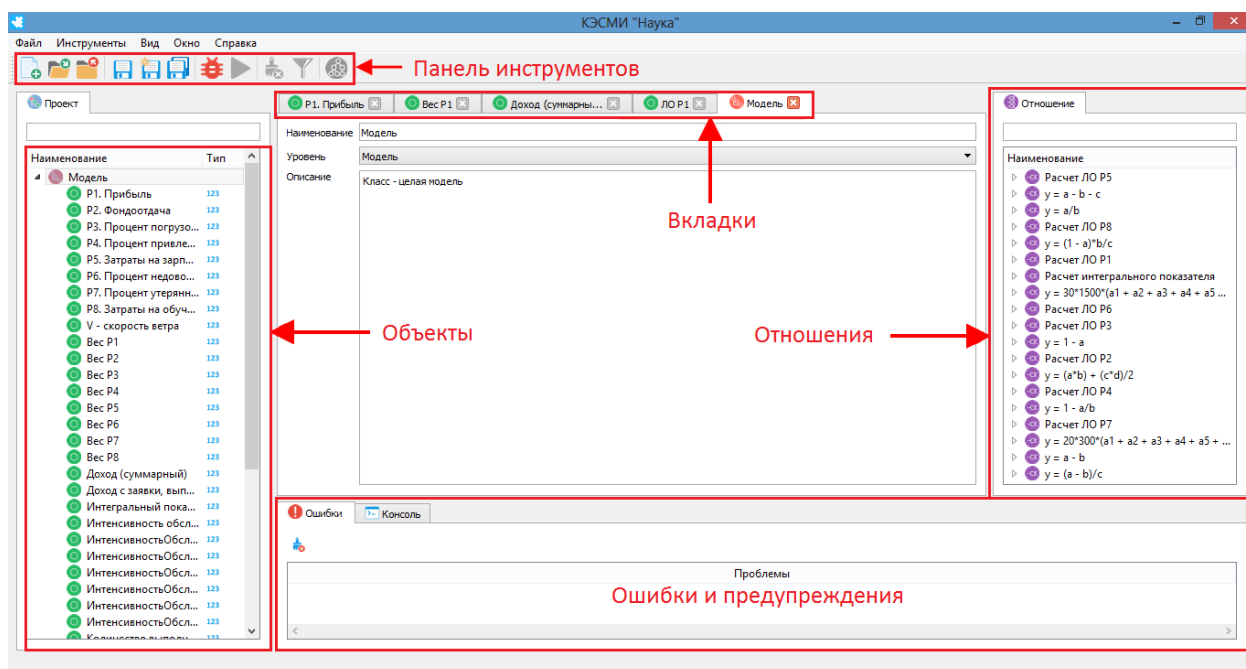 КЭСМИ "Наука"
Файл Инструменты Вид Окно Справка
Панель инструментов
Проект
Наименование Тип
Модель
P1. Прибыль 123
P2. Фондоотдача 123
P3. Процент погрузо... 123
P4. Процент привле... 123
P5. Затраты на зарп... 123
P6. Процент недово... 123
P7. Процент утерянн... 123
P8. Затраты на обуч... 123
V - скорость ветра 123
Вес P1 123
Вес P2 123
Вес P3 123
Вес P4 123
Вес P5 123
Вес P6 123
Вес P7 123
Вес P8 123
Доход (суммарный) 123
Доход с заявки, вып... 123
Интегральный пока... 123
Интенсивность обсл... 123
ИнтенсивностьОбсл... 123
ИнтенсивностьОбсл... 123
ИнтенсивностьОбсл... 123
ИнтенсивностьОбсл... 123
ИнтенсивностьОбсл... 123
ИнтенсивностьОбсл... 123
Количество выполн... 123
Объекты
P1. Прибыль Вес P1 Доход (суммарны... ЛО P1 Модель
Наименование Модель
Уровень Модель
Описание Класс - целая модель
Вкладки
Отношения
Отношение
Наименование
Расчет ЛО P5
y = a - b - c
y = a/b
Расчет ЛО P8
y = (1 - a)*b/c
Расчет ЛО P1
Расчет интегрального показателя
y = 30*1500*(a1 + a2 + a3 + a4 + a5 ...
Расчет ЛО P6
Расчет ЛО P3
y = 1 - a
Расчет ЛО P2
y = (a*b) + (c*d)/2
Расчет ЛО P4
y = 1 - a/b
Расчет ЛО P7
y = 20*300*(a1 + a2 + a3 + a4 + a5 + ...
y = a - b
y = (a - b)/c
Ошибки Консоль
Проблемы
Ошибки и предупреждения